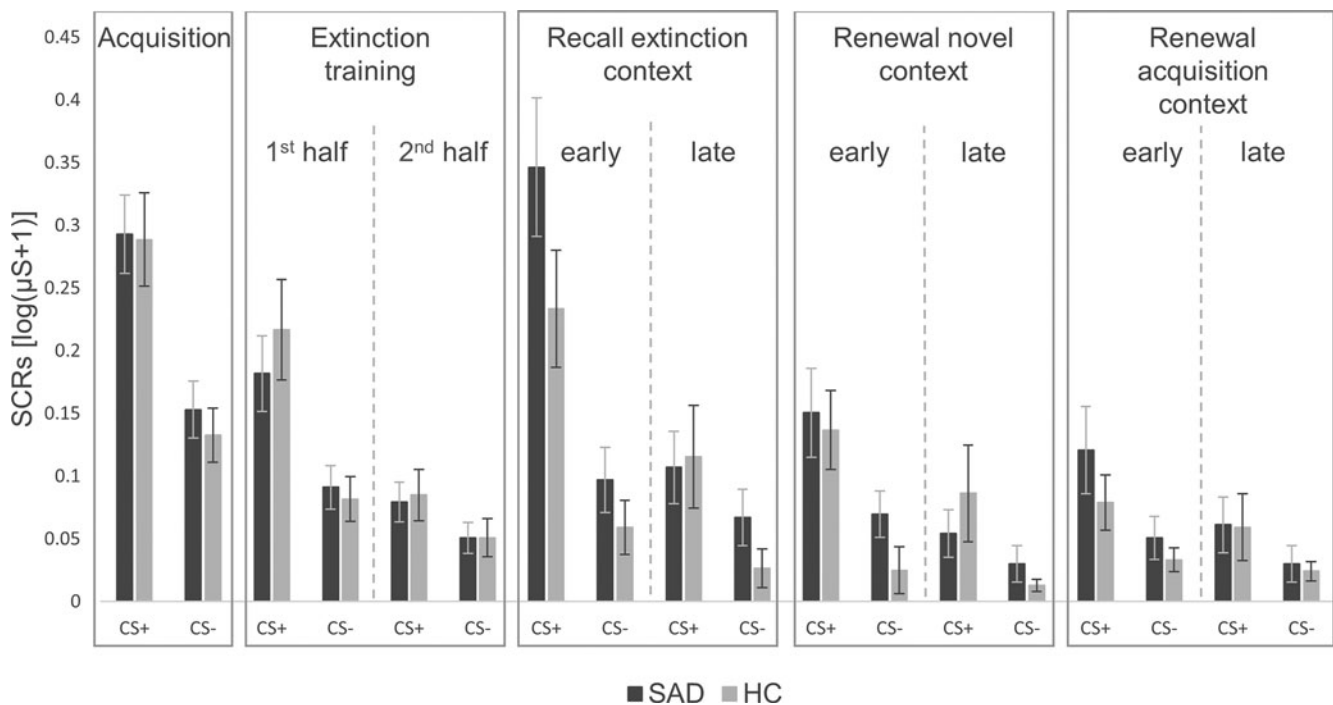 Acquisition
Extinction
training
1st half
2nd half
Recall extinction
context
early
late
Renewal novel
context
early
late
Renewal
acquisition
context
early
late
SCRs [log(µS+1)]
0.45
0.4
0.35
0.3
0.25
0.2
0.15
0.1
0.05
0
CS+ CS- CS+ CS- CS+ CS- CS+ CS- CS+ CS- CS+ CS- CS+ CS- CS+ CS- CS+ CS-
SAD HC